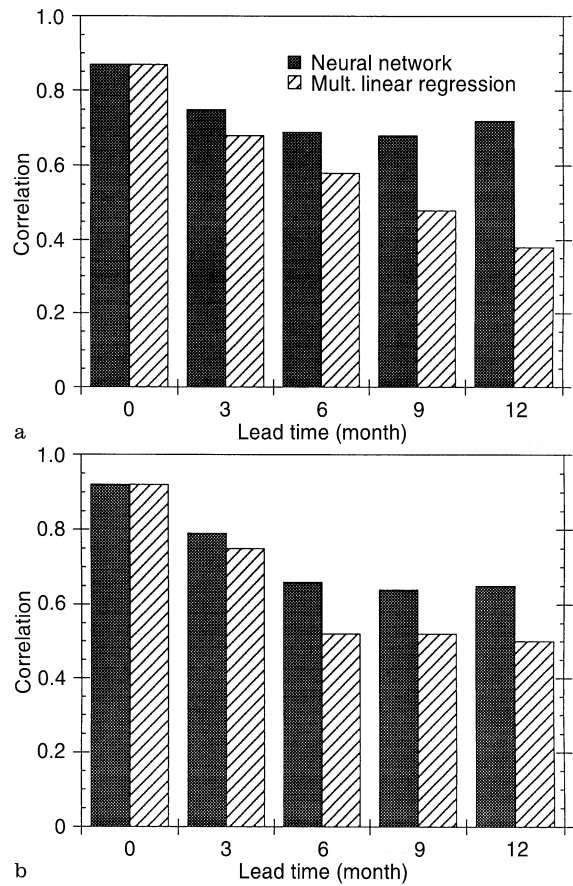 1.0
Neural network
Mult. linear regression
0.8
0.6
0.4
0.2
0
Correlation
0 3 6 9 12
Lead time (month)
a
1.0
0.8
0.6
0.4
0.2
0
Correlation
0 3 6 9 12
Lead time (month)
b